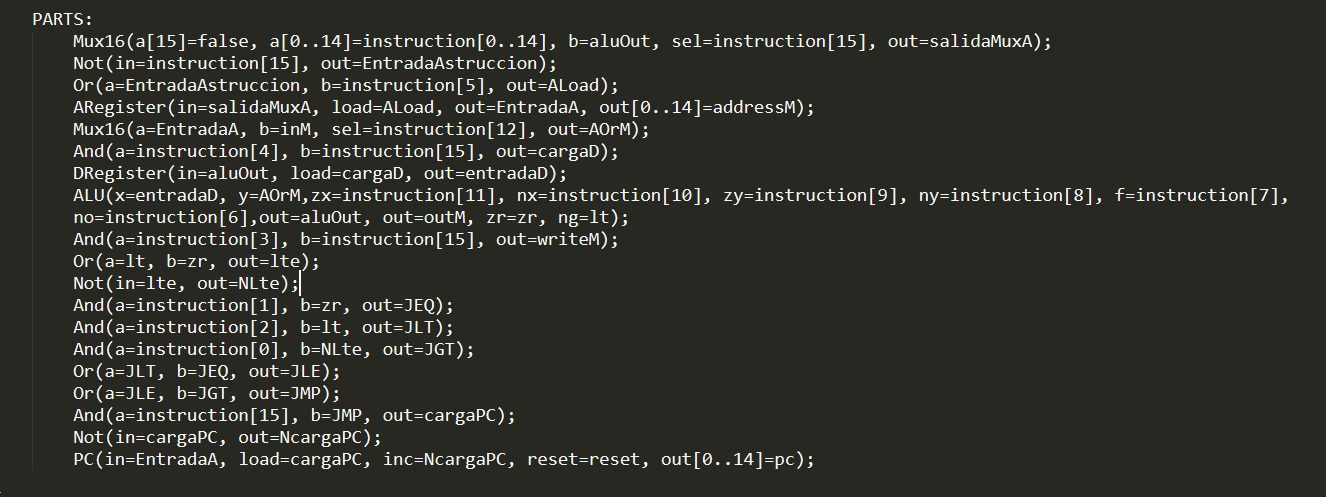 PARTS:
Mux16(a[15]=false, a[0..14]=instruction[0..14], b=aluOut, sel=instruction[15], out=salidaMuxA);
Not(in=instruction[15], out=EntradaAstruccion);
Or(a=EntradaAstruccion, b=instruction[5], out=ALoad);
ARegister(in=salidaMuxA, load=ALoad, out=EntradaA, out[0..14]=addressM);
Mux16(a=EntradaA, b=inM, sel=instruction[12], out=AOrM);
And(a=instruction[4], b=instruction[15], out=cargaD);
DRegister(in=aluOut, load=cargaD, out=entradaD);
ALU(x=entradaD, y=AOrM,zx=instruction[11], nx=instruction[10], zy=instruction[9], ny=instruction[8], f=instruction[7],
no=instruction[6],out=aluOut, out=outM, zr=zr, ng=lt);
And(a=instruction[3], b=instruction[15], out=writeM);
Or(a=lt, b=zr, out=lte);
Not(in=lte, out=NLte);
And(a=instruction[1], b=zr, out=JEQ);
And(a=instruction[2], b=lt, out=JLT);
And(a=instruction[0], b=NLte, out=JGT);
Or(a=JLT, b=JEQ, out=JLE);
Or(a=JLE, b=JGT, out=JMP);
And(a=instruction[15], b=JMP, out=cargaPC);
Not(in=cargaPC, out=NcargaPC);
PC(in=EntradaA, load=cargaPC, inc=NcargaPC, reset=reset, out[0..14]=pc);